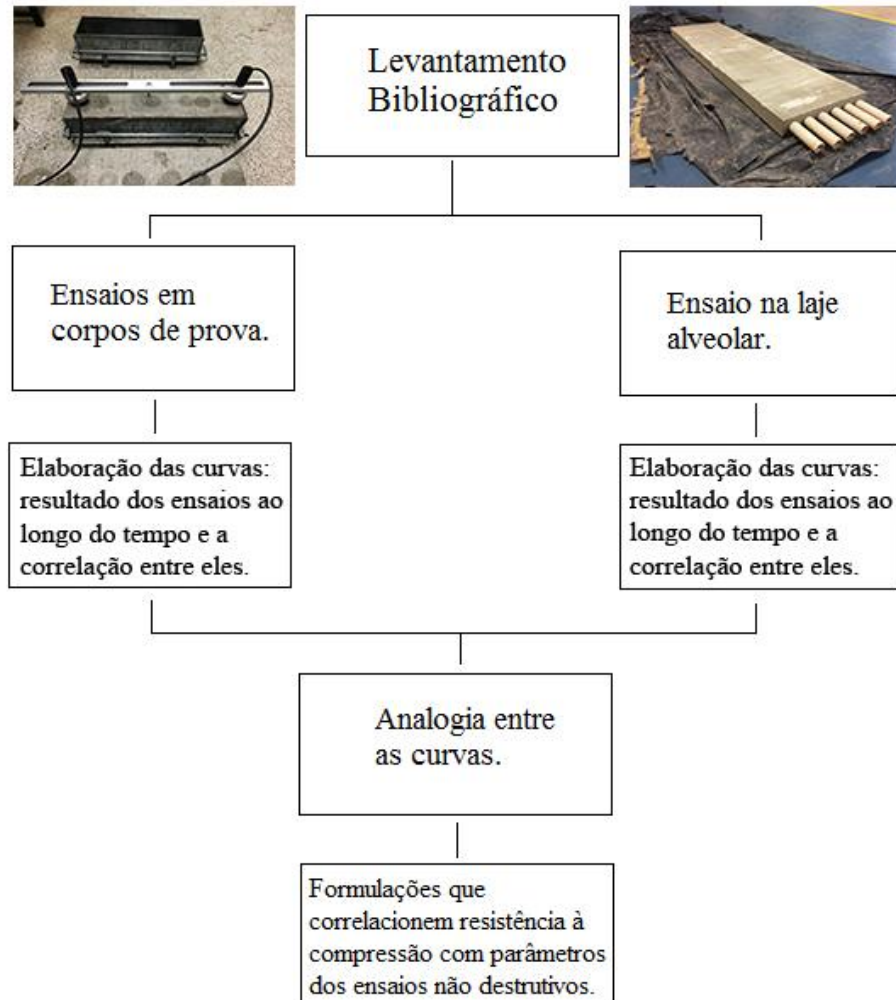 Levantamento
Bibliográfico
Ensaios em
corpos de prova.
Ensaio na laje
alveolar.
Elaboração das curvas:
resultado dos ensaios ao
longo do tempo e a
correlação entre eles.
Elaboração das curvas:
resultado dos ensaios ao
longo do tempo e a
correlação entre eles.
Analogia entre
as curvas.
Formulações que
correlacionem resistência à
compressão com parâmetros
dos ensaios não destrutivos.